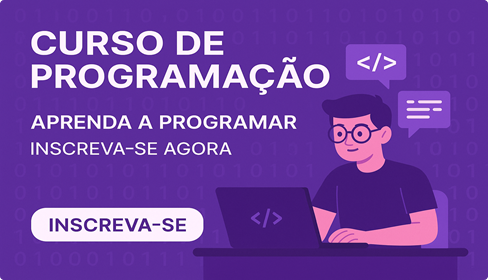 CURSO DE
PROGRAMAÇÃO
APRENDA A PROGRAMAR
INSCREVA-SE AGORA
INSCREVA-SE
</>
</>